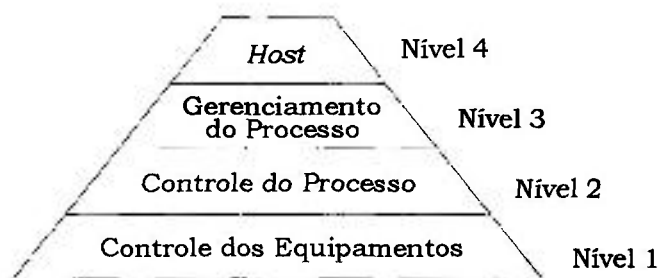 Host Nível 4
Gerenciamento
do Processo Nível 3
Controle do Processo Nível 2
Controle dos Equipamentos Nível 1